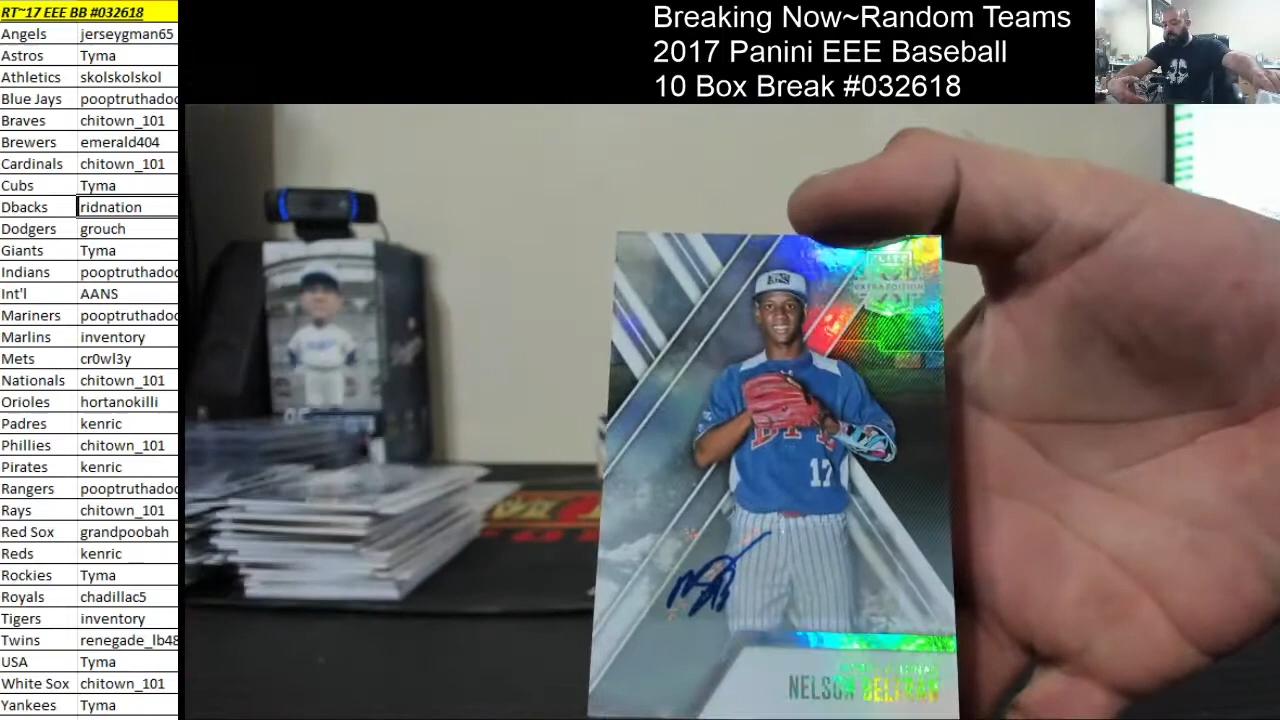 RT~17 EEE BB #032618
Angels jerseygman65
Astros Tyma
Athletics skolskolskol
Blue Jays pooptruthadoc
Braves chitown_101
Brewers emerald404
Cardinals chitown_101
Cubs Tyma
Dbacks ridnation
Dodgers grouch
Giants Tyma
Indians pooptruthadoc
Int'l AANS
Mariners pooptruthadoc
Marlins inventory
Mets cr0wl3y
Nationals chitown_101
Orioles hortanokilli
Padres kenric
Phillies chitown_101
Pirates kenric
Rangers pooptruthadoc
Rays chitown_101
Red Sox grandpoobah
Reds kenric
Rockies Tyma
Royals chadillac5
Tigers inventory
Twins renegade_lb48
USA Tyma
White Sox chitown_101
Yankees Tyma
Breaking Now~Random Teams
2017 Panini EEE Baseball
10 Box Break #032618
EXTRA EDITION
17
NELSON BELTRAN